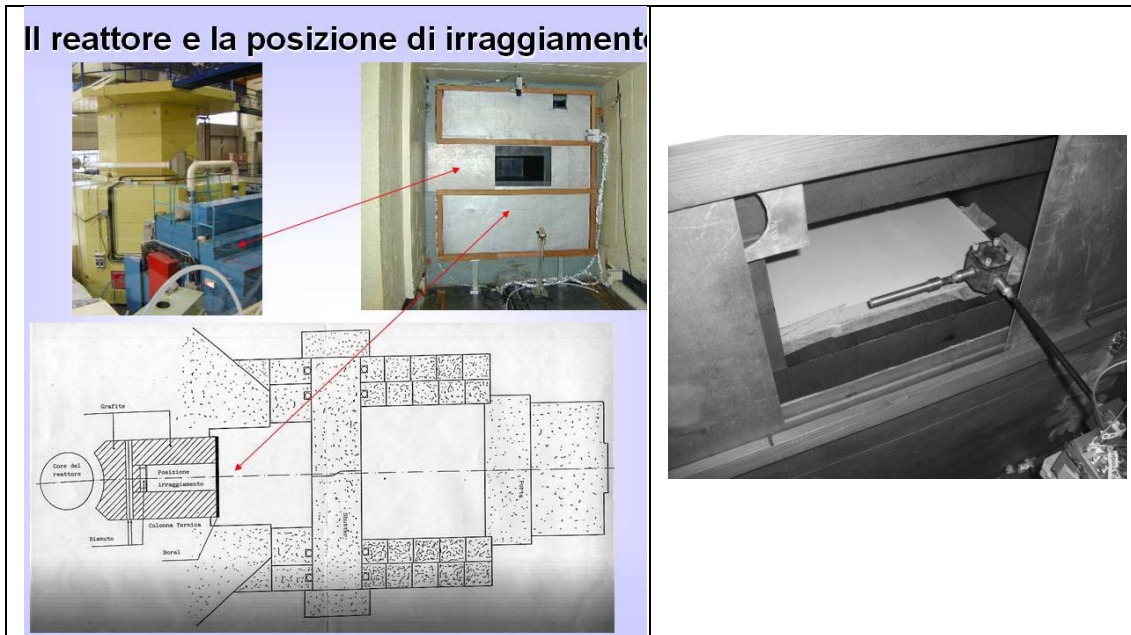 Il reattore e la posizione di irraggiament
Grafite
Core del
reattore
Posizione
irraggiamento
Colonna Termica
Bismuto
Boral
Shutter
Porta